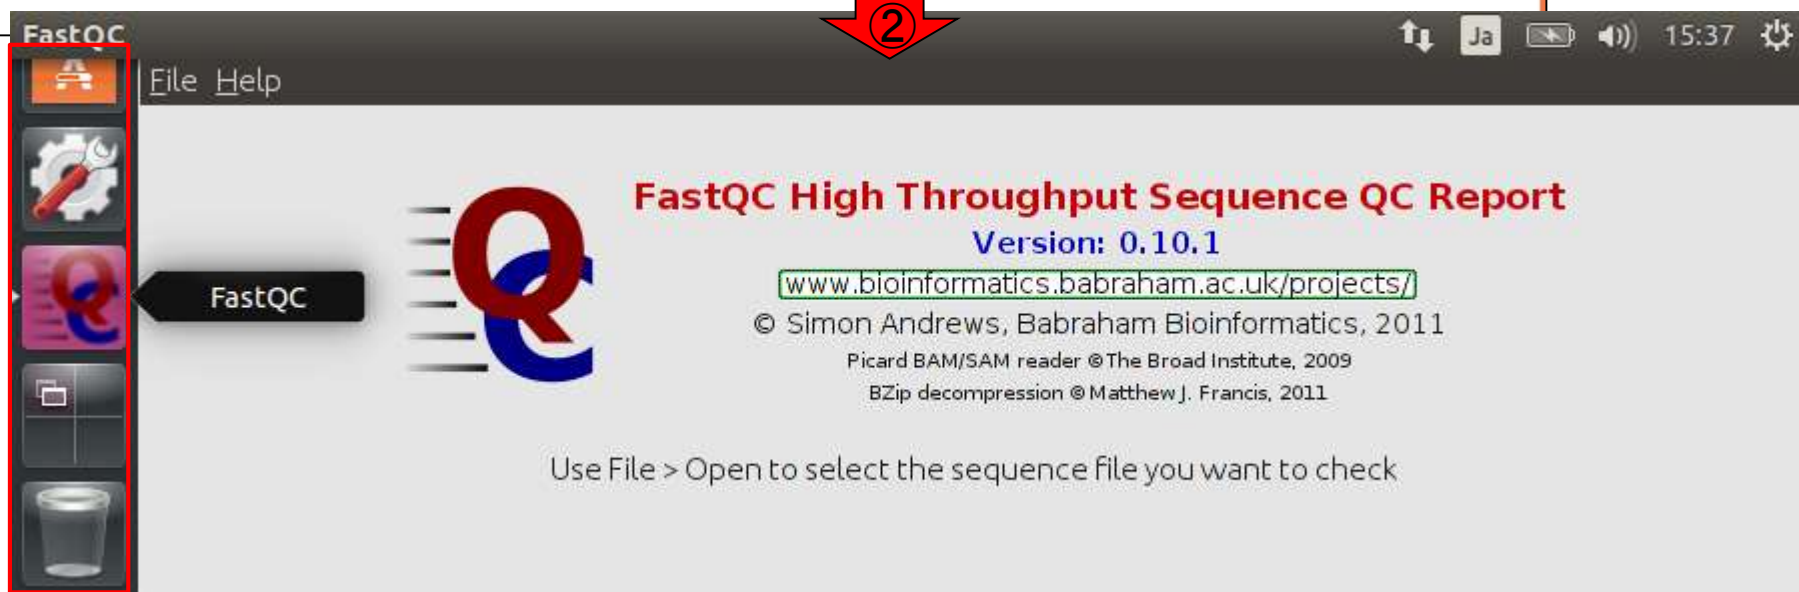 ②
FastQC
Ja
15:37
File Help
FastQC High Throughput Sequence QC Report
Version: 0.10.1
www.bioinformatics.babraham.ac.uk/projects/
© Simon Andrews, Babraham Bioinformatics, 2011
Picard BAM/SAM reader ©The Broad Institute, 2009
BZip decompression ©Matthew J. Francis, 2011
FastQC
Use File > Open to select the sequence file you want to check